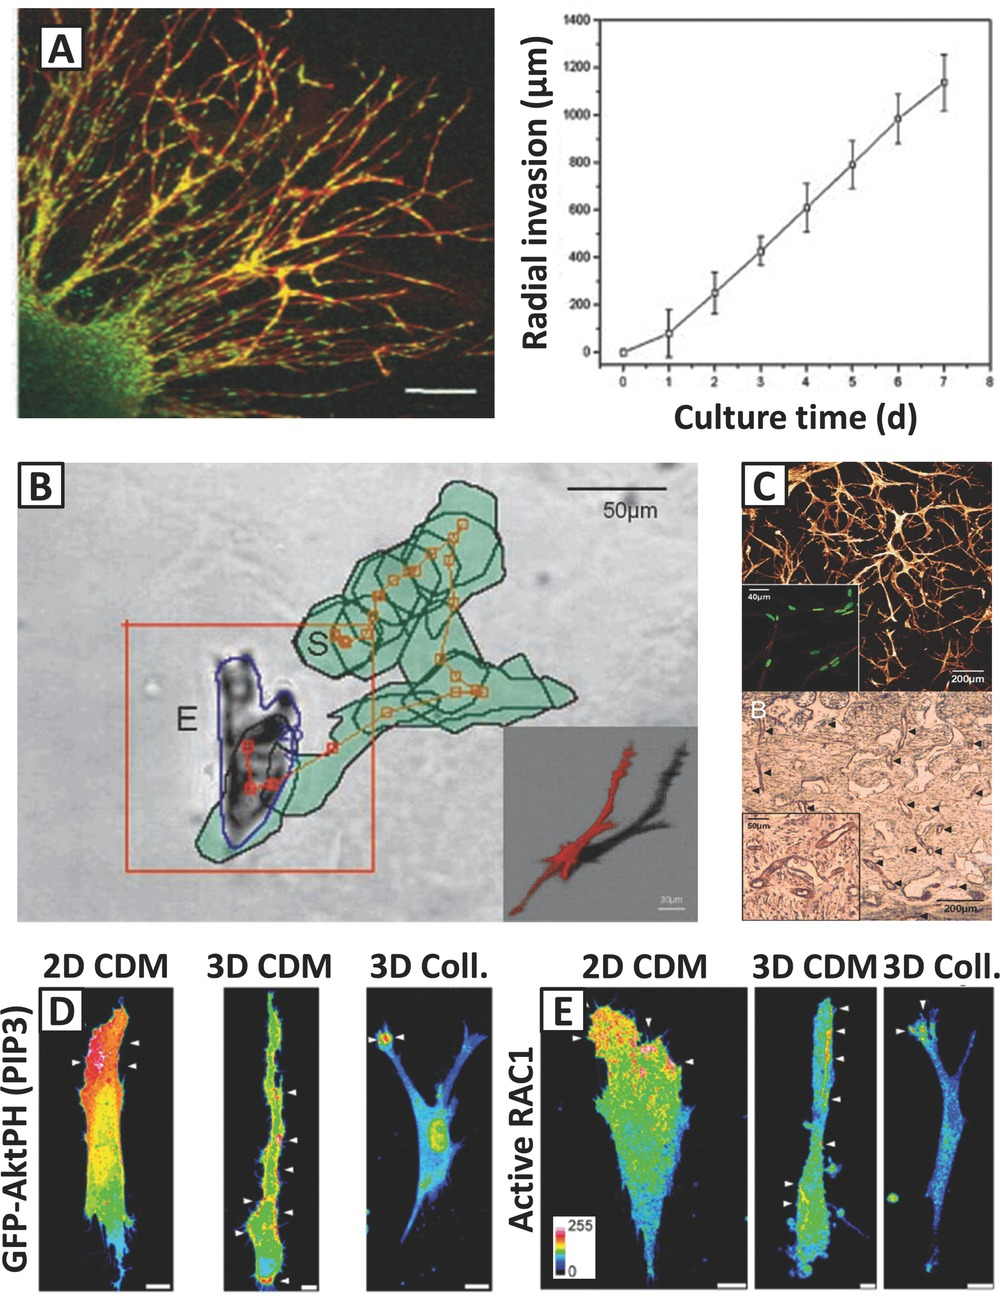 A
Radial invasion (µm)
1400
1200
1000
800
600
400
200
0
0 1 2 3 4 5 6 7 8
Culture time (d)
B
50µm
S
E
20µm
C
40µm
200µm
B
50µm
200µm
2D CDM 3D CDM 3D Coll. 2D CDM 3D CDM 3D Coll.
D
GFP-AktPH (PIP3)
E
Active RAC1
255
0